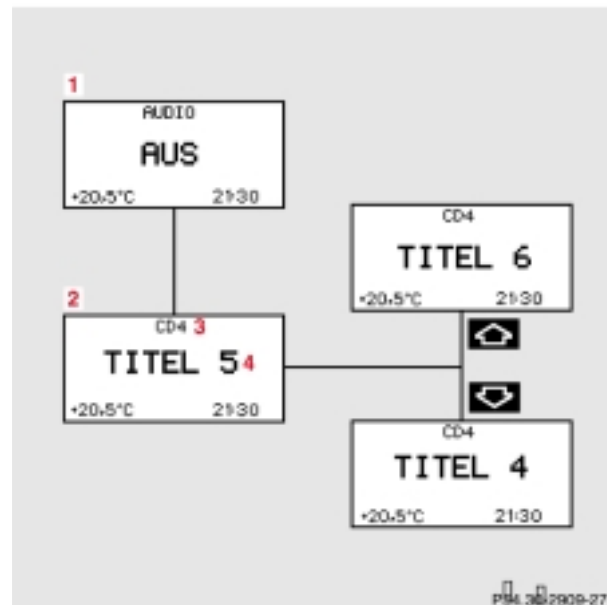 1
AUDIO
AUS
+20,5°C 21:30
2
CD4 3
TITEL 5 4
+20,5°C 21:30
CD4
TITEL 6
+20,5°C 21:30
CD4
TITEL 4
+20,5°C 21:30